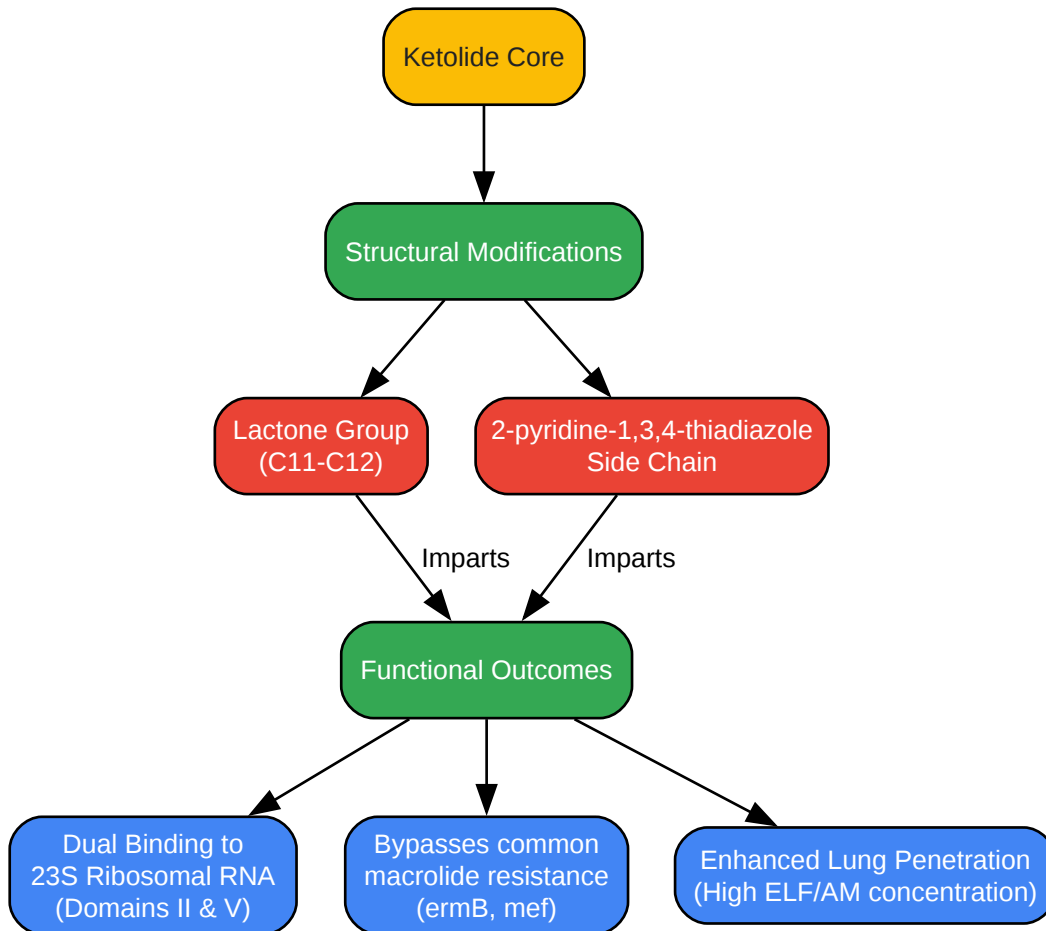 Ketolide Core
Structural Modifications
Lactone Group
(C11-C12)
2-pyridine-1,3,4-thiadiazole
Side Chain
Imparts
Imparts
Functional Outcomes
Dual Binding to
23S Ribosomal RNA
(Domains II & V)
Bypasses common
macrolide resistance
(ermB, mef)
Enhanced Lung Penetration
(High ELF/AM concentration)